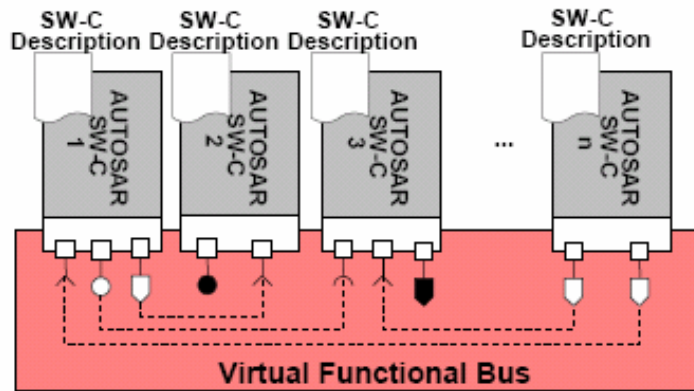 SW-C
Description
SW-C
Description
SW-C
Description
SW-C
Description
AUTOSAR
SW-C
1
AUTOSAR
SW-C
2
AUTOSAR
SW-C
3
...
AUTOSAR
SW-C
n
Virtual Functional Bus